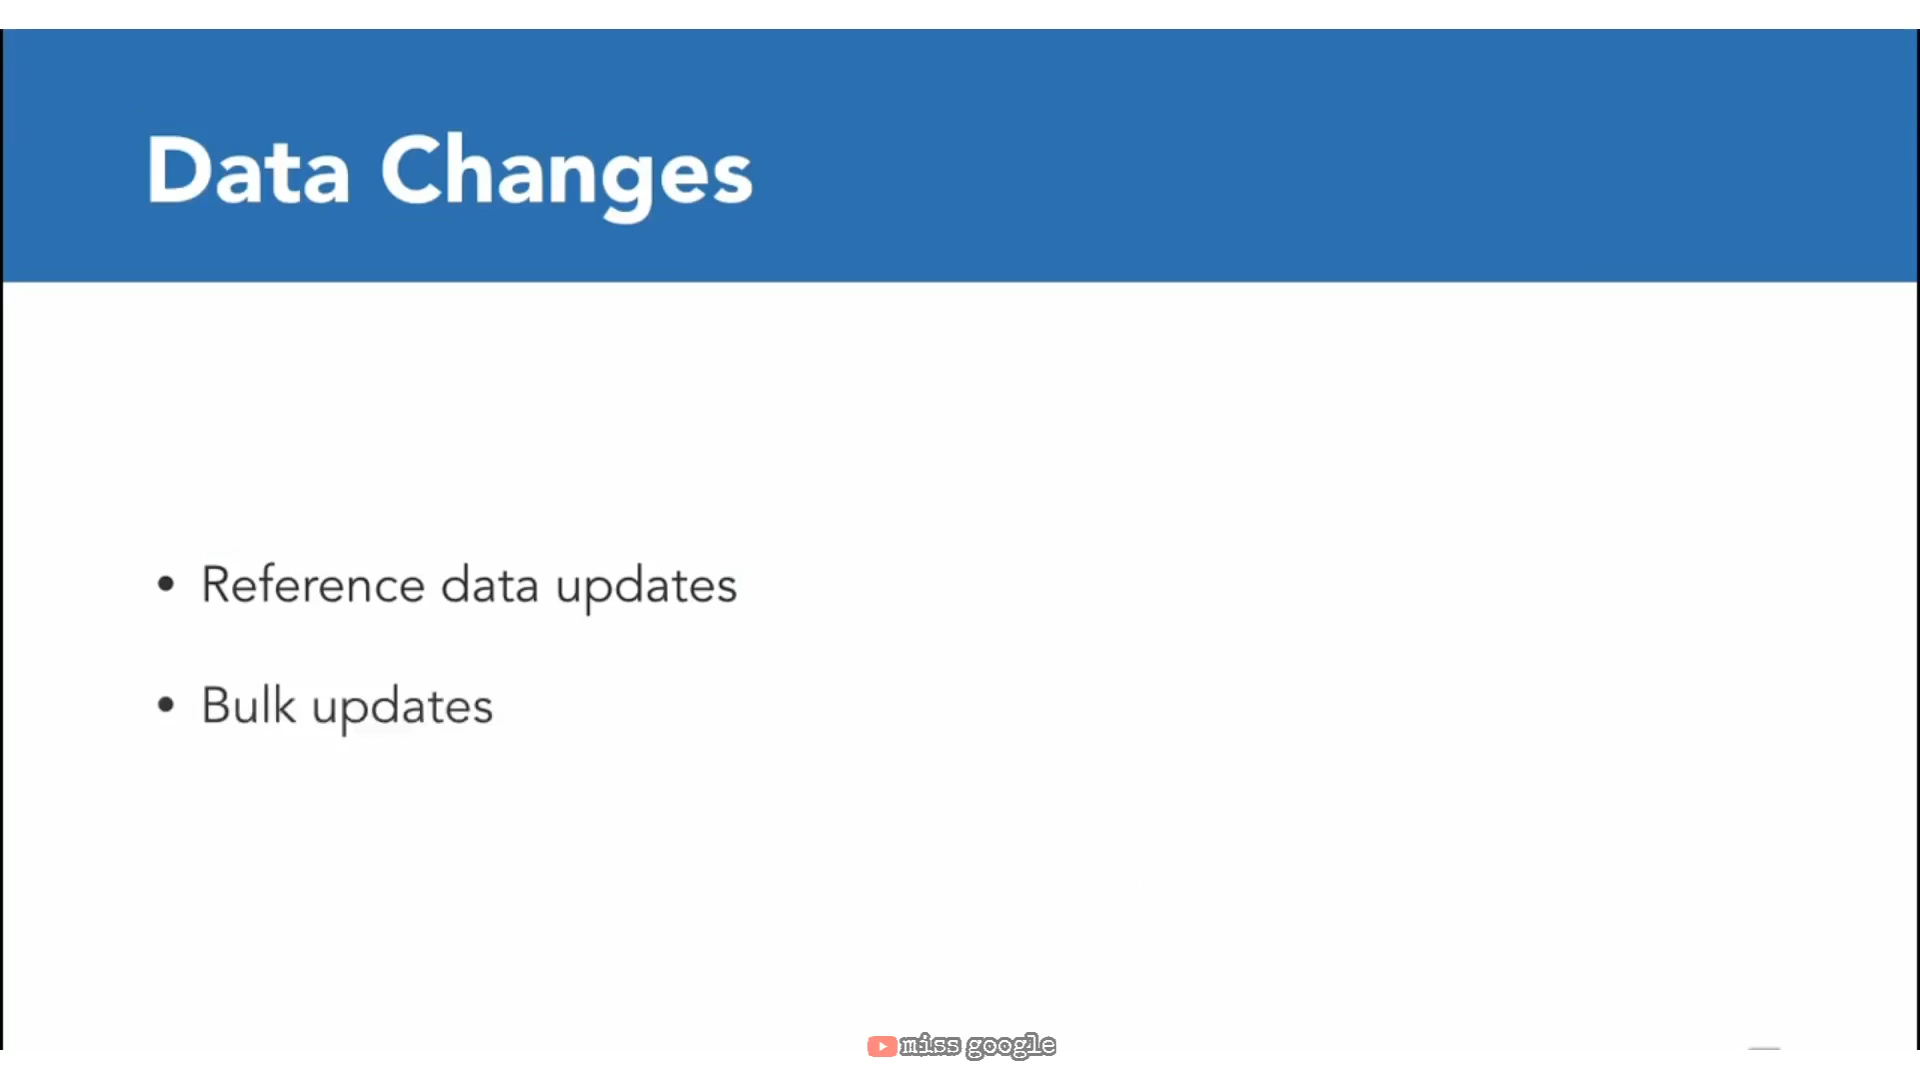 Data Changes
• Reference data updates
• Bulk updates
miss google